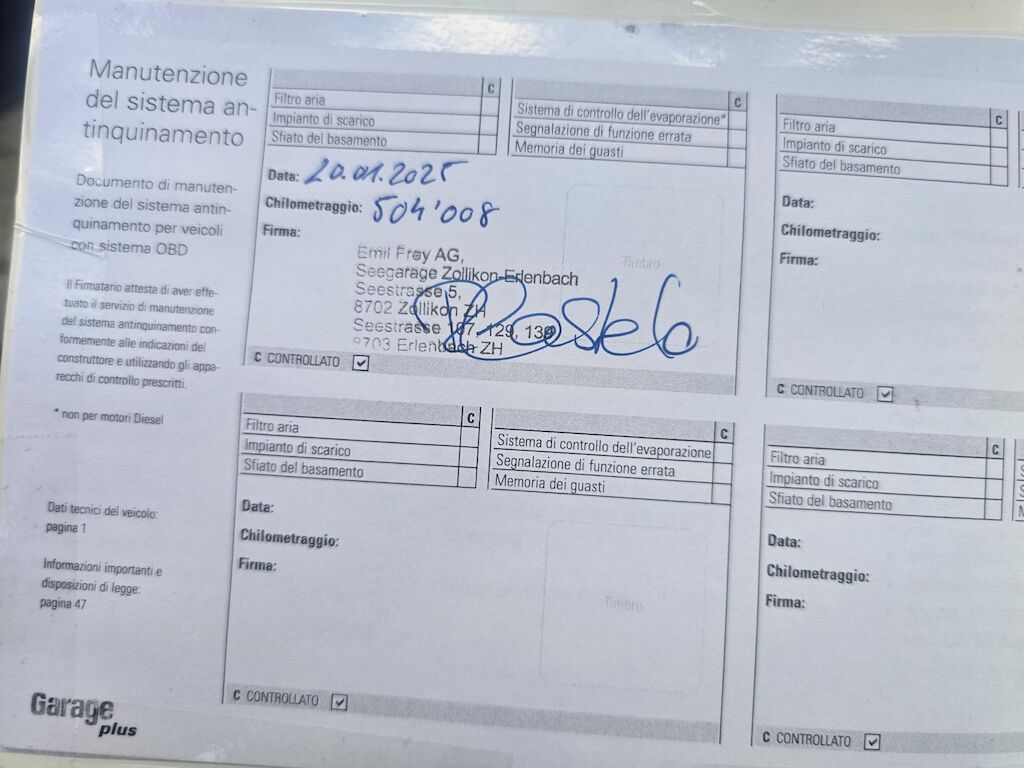 Manutenzione
del sistema an-
tinquinamento
Documento di manuten-
zione del sistema antin-
quinamento per veicoli
con sistema OBD
Il Firmatario attesta di aver effe-
tuato il servizio di manutenzione
del sistema antinquinamento con-
formemente alle indicazioni del
construttore e utilizando gli appa-
recchi di controllo prescritti.
* non per motori Diesel
Dati tecnici del veicolo:
pagina 1
Informazioni importanti e
disposizioni di legge:
pagina 47
Garage
plus
C
Filtro aria
Impianto di scarico
Sfiato del basamento
C
Sistema di controllo dell'evaporazione*
Segnalazione di funzione errata
Memoria dei guasti
Data: 20.01.2025
Chilometraggio: 504'008
Firma:
Timbro
Emil Frey AG,
Seegarage Zollikon-Erlenbach
Seestrasse 5,
8702 Zollikon ZH
Seestrasse 107, 129, 139
8703 Erlenbach ZH
C CONTROLLATO
C
Filtro aria
Impianto di scarico
Sfiato del basamento
Data:
Chilometraggio:
Firma:
C CONTROLLATO
C
Filtro aria
Impianto di scarico
Sfiato del basamento
C
Sistema di controllo dell'evaporazione
Segnalazione di funzione errata
Memoria dei guasti
Data:
Chilometraggio:
Firma:
Timbro
C CONTROLLATO
C
Filtro aria
Impianto di scarico
Sfiato del basamento
Data:
Chilometraggio:
Firma:
C CONTROLLATO